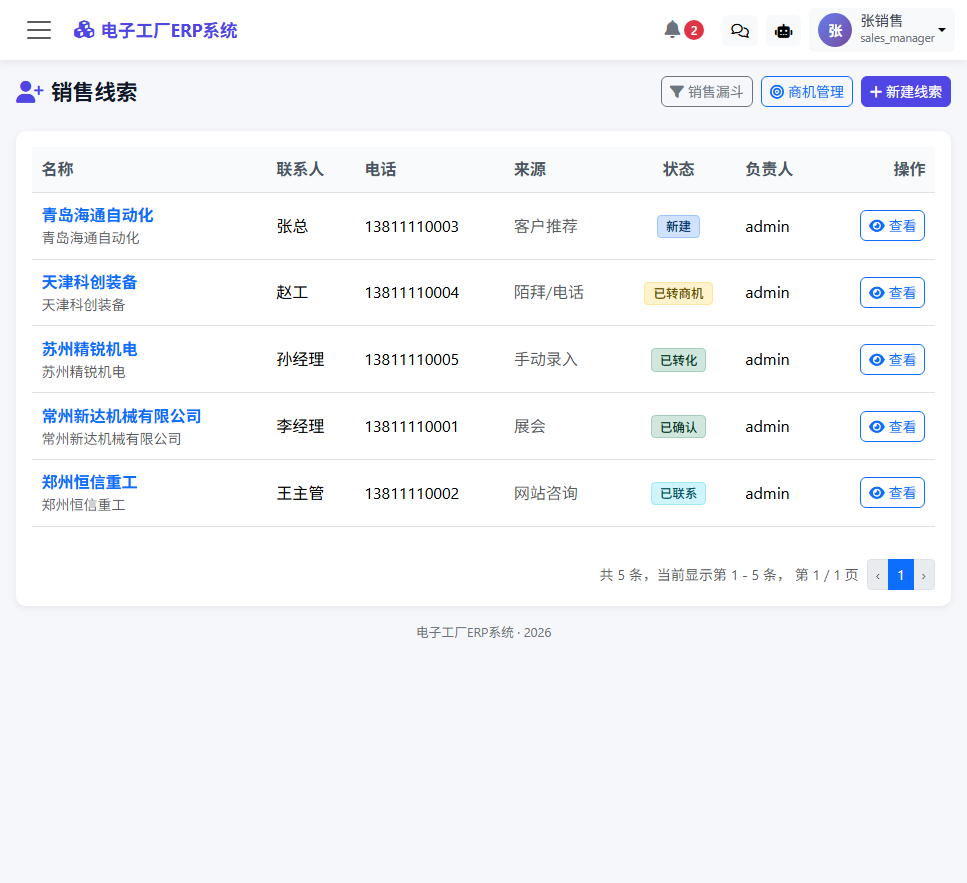 电子工厂ERP系统
2
张
张销售
sales_manager
销售线索
销售漏斗
商机管理
新建线索
名称 联系人 电话 来源 状态 负责人 操作
青岛海通自动化
青岛海通自动化
张总 13811110003 客户推荐 新建 admin 查看
天津科创装备
天津科创装备
赵工 13811110004 陌拜/电话 已转商机 admin 查看
苏州精锐机电
苏州精锐机电
孙经理 13811110005 手动录入 已转化 admin 查看
常州新达机械有限公司
常州新达机械有限公司
李经理 13811110001 展会 已确认 admin 查看
郑州恒信重工
郑州恒信重工
王主管 13811110002 网站咨询 已联系 admin 查看
共 5 条，当前显示第 1 - 5 条， 第 1 / 1 页 ‹ 1 ›
电子工厂ERP系统 · 2026